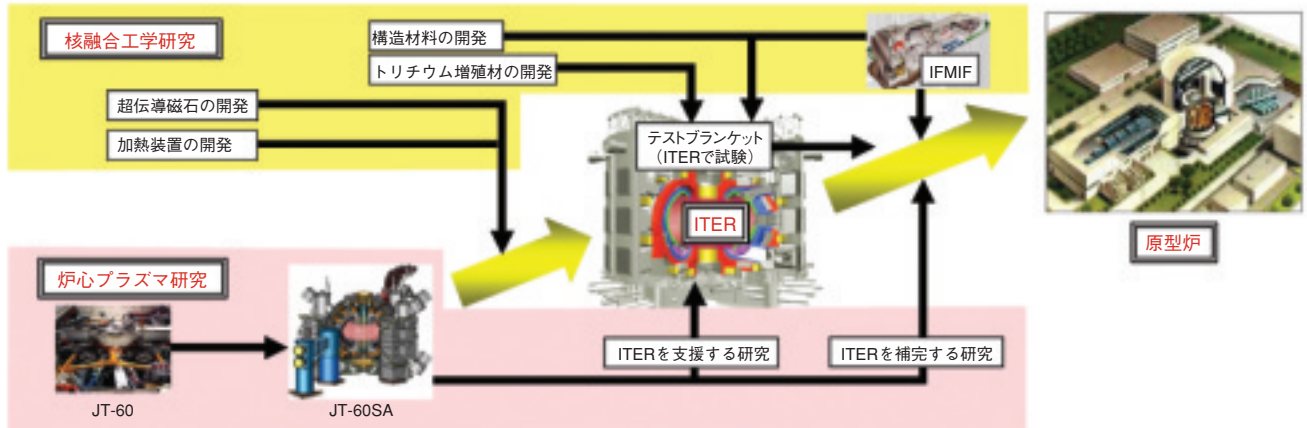 核融合工学研究
構造材料の開発
トリチウム増殖材の開発
IFMIF
超伝導磁石の開発
加熱装置の開発
テストブランケット
（ITERで試験）
ITER
原型炉
炉心プラズマ研究
ITERを支援する研究
ITERを補完する研究
JT-60
JT-60SA